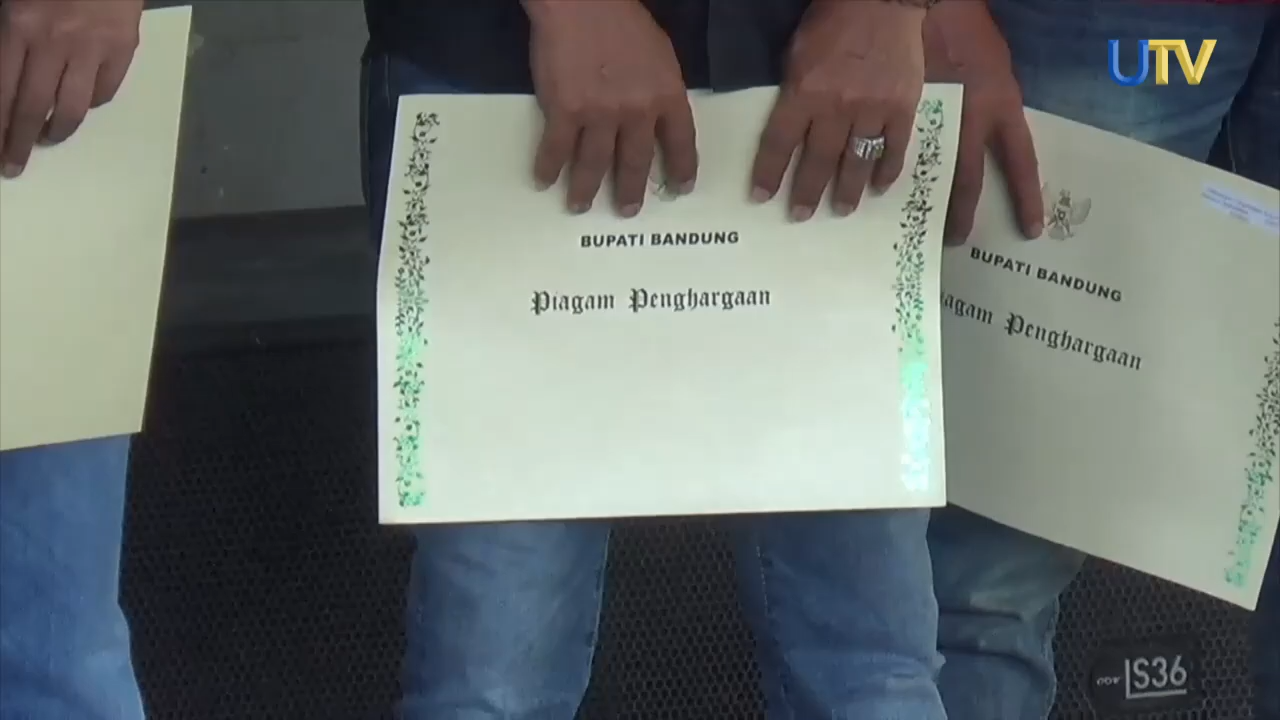 UTV
BUPATI BANDUNG
Piagam Penghargaan
BUPATI BANDUNG
iagam Penghargaan
IS36